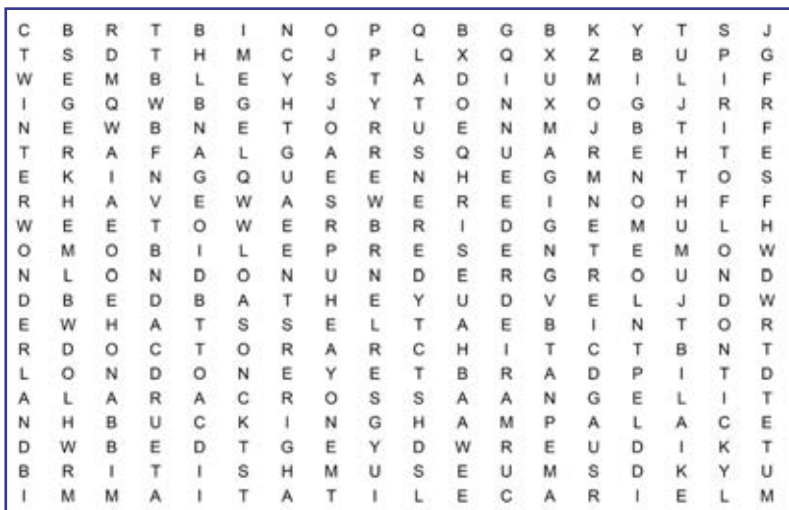 C B R T B I N O P Q B G B K Y T S J
T S D T H M C J P L X Q X Z B U P G
W E M B L E Y S T A D I U M I L I F
I G Q W B G H J Y T O N X O G J R R
N E W B N E T O R U E N M J B T I F
T R A F A L G A R S Q U A R E H T E
E K I N G Q U E E N H E G M N T O S
R H A V E W A S W E R E I N O H F F
W E E T O W E R B R I D G E M U L H
O M O B I L E P R E S E N T E M O W
N L O N D O N U N D E R G R O U N D
D B E D B A T H E Y U D V E L J D W
E W H A T S S E L T A E B I N T O R
R D O C T O R A R C H I T C T B N T
L O N D O N E Y E T B R A D P I T D
A L A R A C R O S S A A N G E L I T
N H B U C K I N G H A M P A L A C E
D W B E D T G E Y D W R E U D I K T
B R I T I S H M U S E U M S D K Y U
I M M A I T A T I L E C A R I E L M